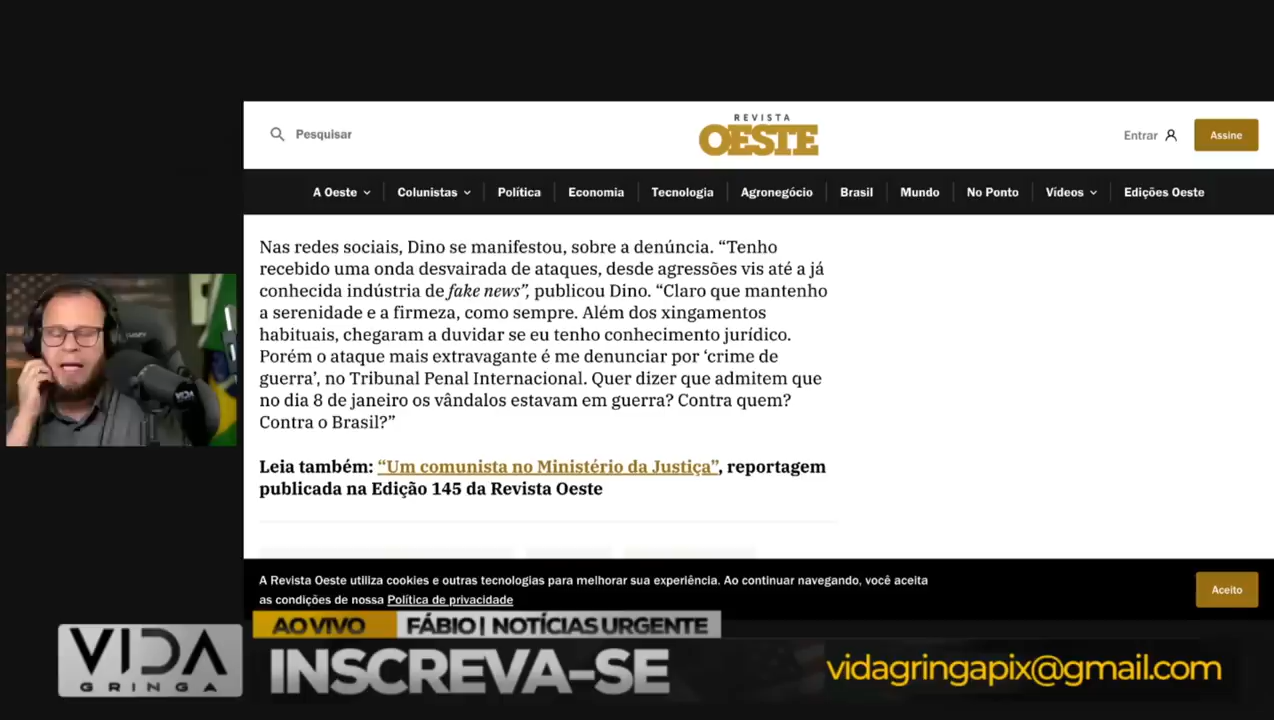 Pesquisar
REVISTA
OESTE
Entrar
Assine
A Oeste
Colunistas
Política
Economia
Tecnologia
Agronegócio
Brasil
Mundo
No Ponto
Vídeos
Edições Oeste
Nas redes sociais, Dino se manifestou, sobre a denúncia. “Tenho
recebido uma onda desvairada de ataques, desde agressões vis até a já
conhecida indústria de fake news”, publicou Dino. “Claro que mantenho
a serenidade e a firmeza, como sempre. Além dos xingamentos
habituais, chegaram a duvidar se eu tenho conhecimento jurídico.
Porém o ataque mais extravagante é me denunciar por ‘crime de
guerra’, no Tribunal Penal Internacional. Quer dizer que admitem que
no dia 8 de janeiro os vândalos estavam em guerra? Contra quem?
Contra o Brasil?”
Leia também: “Um comunista no Ministério da Justiça”, reportagem
publicada na Edição 145 da Revista Oeste
A Revista Oeste utiliza cookies e outras tecnologias para melhorar sua experiência. Ao continuar navegando, você aceita
as condições de nossa Política de privacidade
Aceito
AO VIVO
FÁBIO | NOTÍCIAS URGENTE
VIDA
GRINGA
INSCREVA-SE
vidagringapix@gmail.com